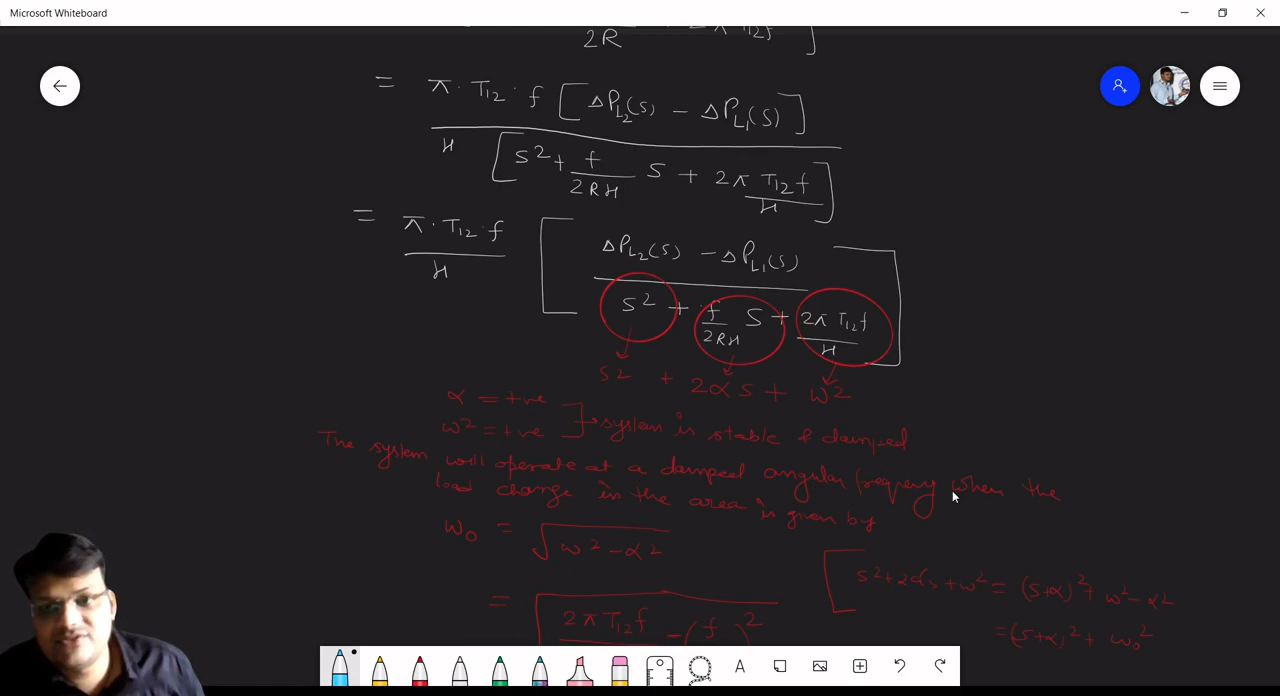 Microsoft Whiteboard
2R
= π · T12 · f [ΔPL2(s) − ΔPL1(s)]
H [s² + f/2RH s + 2π T12 f/H]
= π · T12 · f / H [ΔPL2(s) − ΔPL1(s)
s² + f/2RH s + 2π T12 f/H]
s² + 2α s + ω²
α = +ve
ω² = +ve } → system is stable & damped
The system will operate at a damped angular frequency when the
load change in the area is given by
ω0 = √ω² − α²
[s² + 2αs + ω² = (s+α)² + ω² − α²
= (s+α)² + ω0²
= √2π T12 f − (f )²